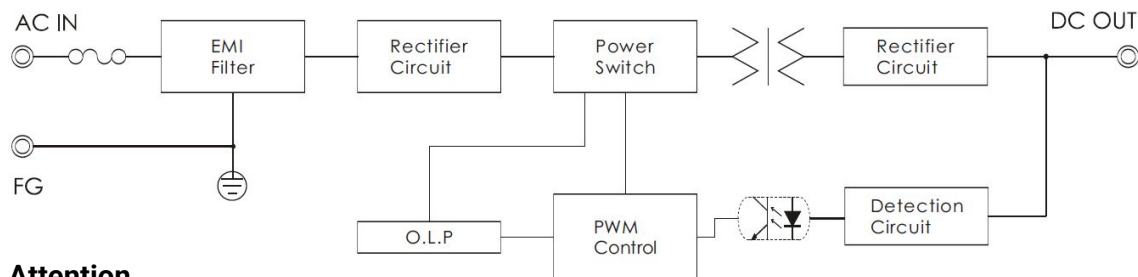 AC IN
EMI
Filter
Rectifier
Circuit
Power
Switch
Rectifier
Circuit
DC OUT
FG
O.L.P
PWM
Control
Detection
Circuit
Attention